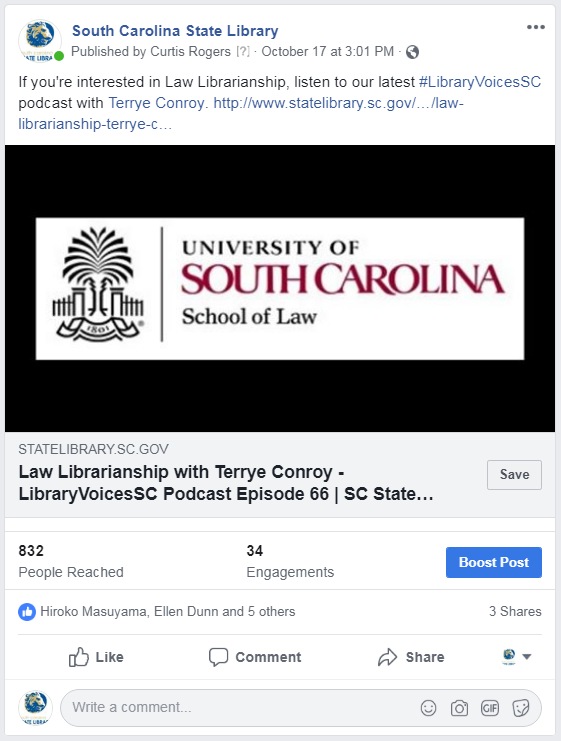 South Carolina State Library
Published by Curtis Rogers [?] · October 17 at 3:01 PM ·
If you're interested in Law Librarianship, listen to our latest #LibraryVoicesSC
podcast with Terrye Conroy. http://www.statelibrary.sc.gov/…/law-
librarianship-terrye-c…
UNIVERSITY OF
SOUTH CAROLINA
School of Law
1801
STATELIBRARY.SC.GOV
Law Librarianship with Terrye Conroy -
LibraryVoicesSC Podcast Episode 66 | SC State…
Save
832
People Reached
34
Engagements
Boost Post
Hiroko Masuyama, Ellen Dunn and 5 others
3 Shares
Like
Comment
Share
Write a comment...
GIF